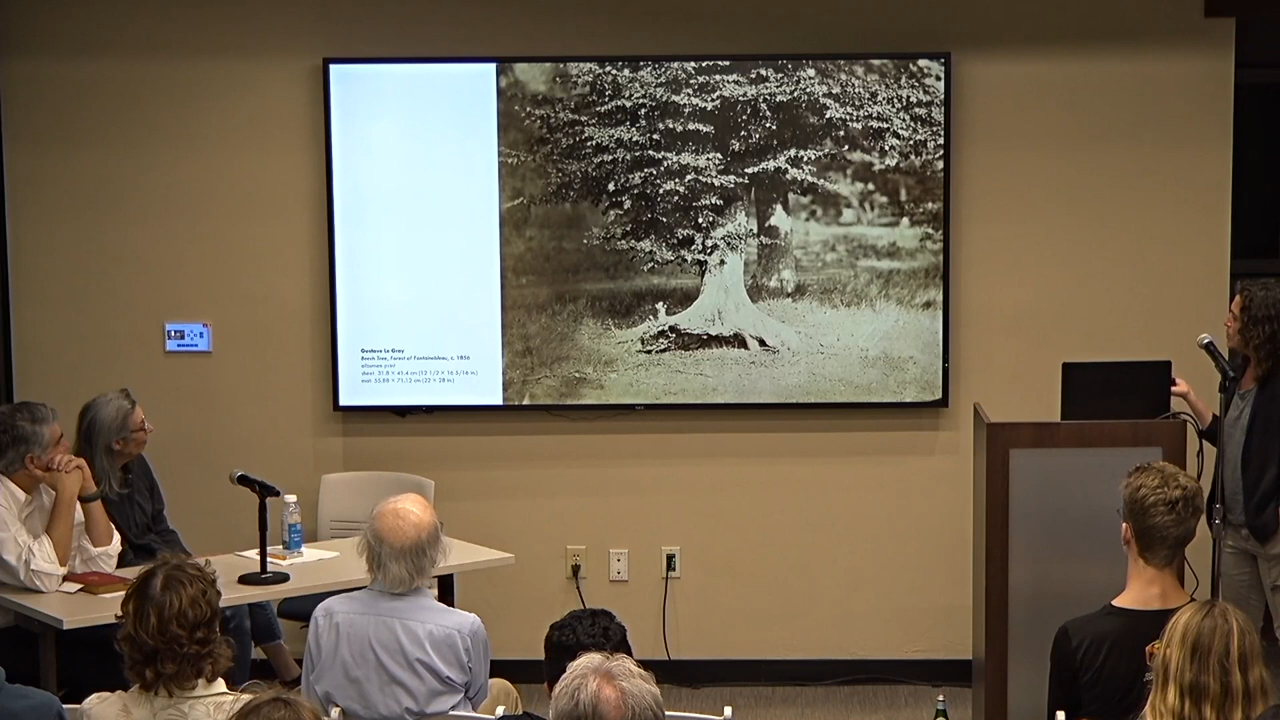 Gustave Le Gray
Beech Tree, Forest of Fontainebleau, c. 1856
albumen print
sheet: 31.8 × 41.4 cm (12 1/2 × 16 5/16 in.)
mat: 55.88 × 71.12 cm (22 × 28 in.)
NEC